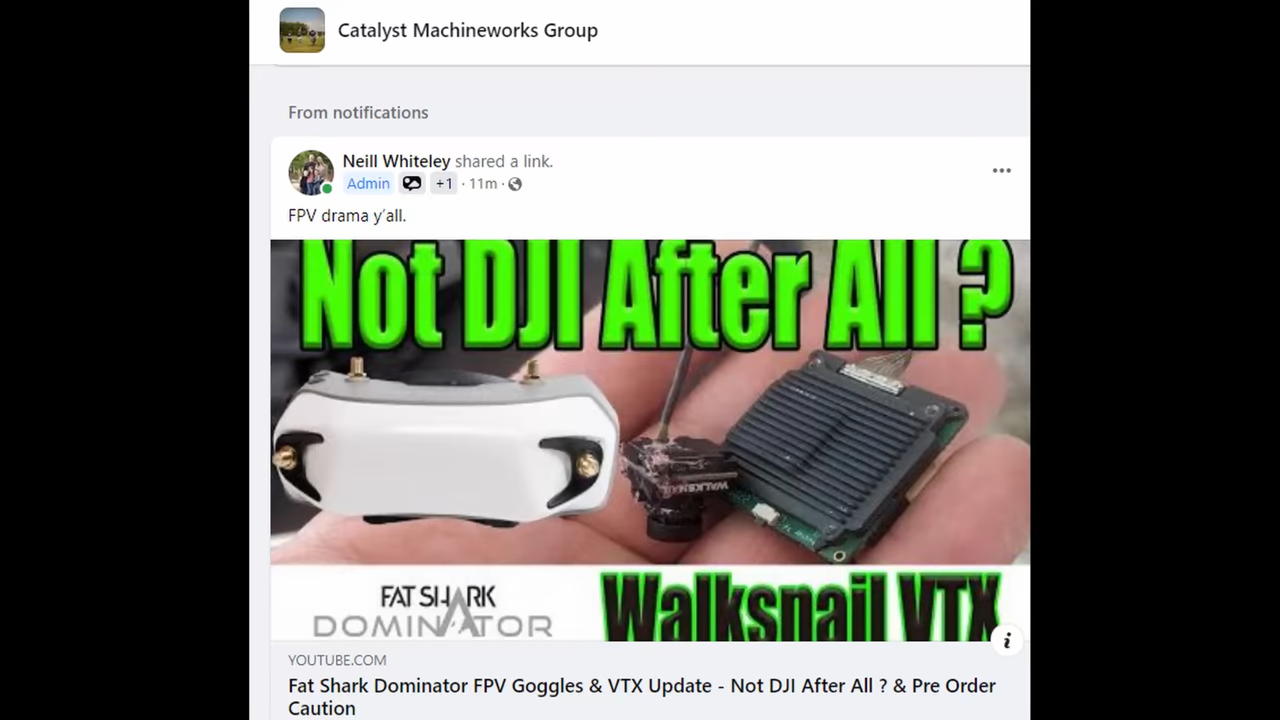 Catalyst Machineworks Group
From notifications
Neill Whiteley shared a link.
Admin +1 · 11m ·
FPV drama y'all.
Not DJI After All ?
WALKSNAIL
FAT SHARK
DOMINATOR
Walksnail VTX
YOUTUBE.COM
Fat Shark Dominator FPV Goggles & VTX Update - Not DJI After All ? & Pre Order
Caution